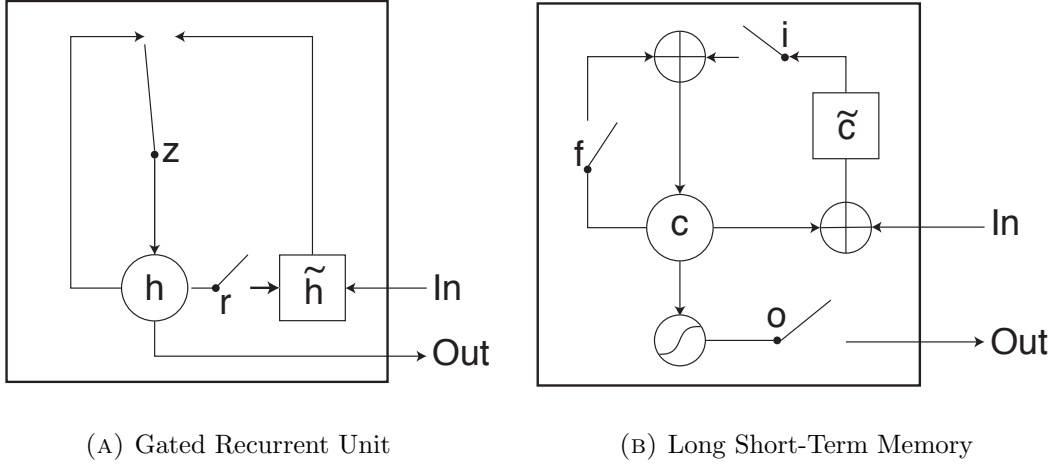 z
h
r
h̃
In
Out
i
f
c̃
c
In
o
Out
(A) Gated Recurrent Unit
(B) Long Short-Term Memory